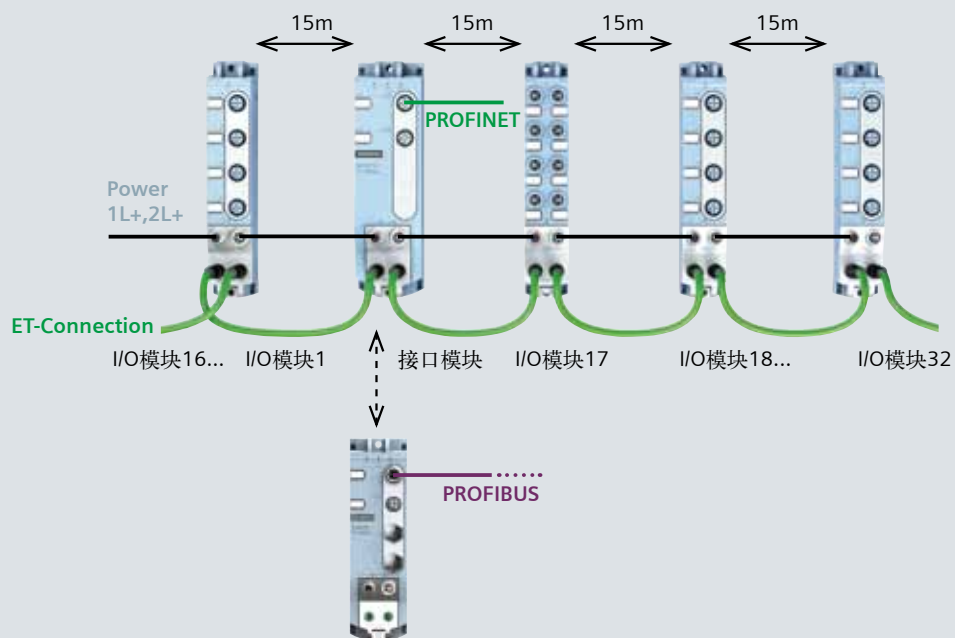 15m
15m
15m
15m
PROFINET
Power
1L+,2L+
ET-Connection
I/O模块16...
I/O模块1
接口模块
I/O模块17
I/O模块18...
I/O模块32
PROFIBUS